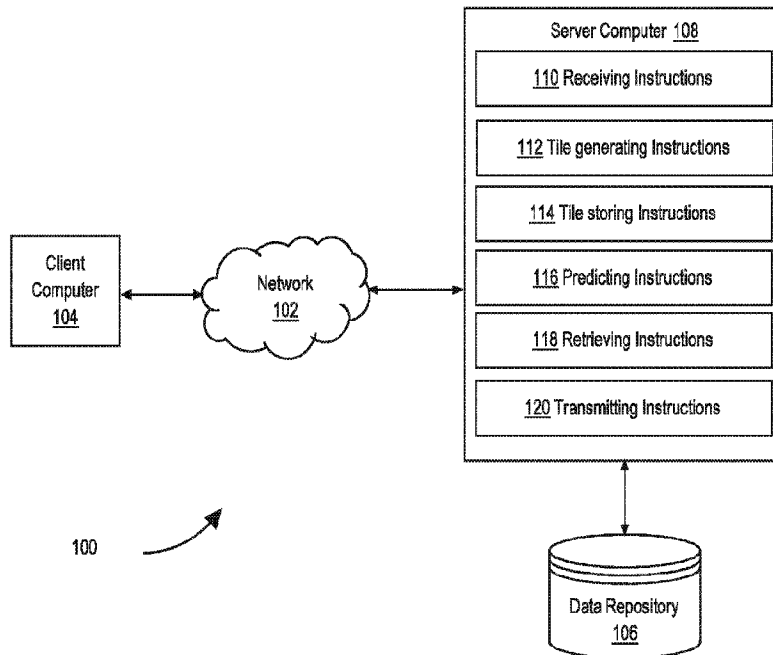 Server Computer 108
110 Receiving Instructions
112 Tile generating Instructions
114 Tile storing Instructions
116 Predicting Instructions
118 Retrieving Instructions
120 Transmitting Instructions
Client
Computer
104
Network
102
100
Data Repository
106